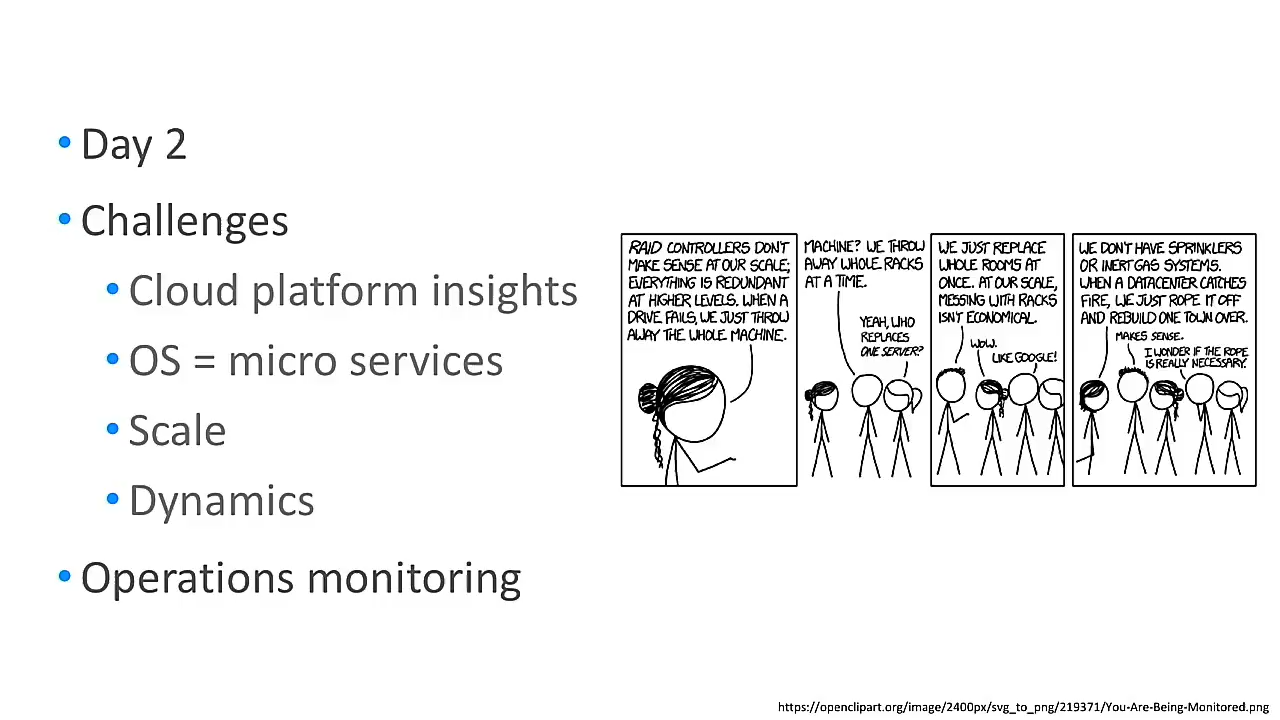 Day 2
Challenges
Cloud platform insights
OS = micro services
Scale
Dynamics
Operations monitoring
RAID CONTROLLERS DON'T
MAKE SENSE AT OUR SCALE;
EVERYTHING IS REDUNDANT
AT HIGHER LEVELS. WHEN A
DRIVE FAILS, WE JUST THROW
AWAY THE WHOLE MACHINE.
MACHINE? WE THROW
AWAY WHOLE RACKS
AT A TIME.
YEAH, WHO
REPLACES
ONE SERVER?
WE JUST REPLACE
WHOLE ROOMS AT
ONCE. AT OUR SCALE,
MESSING WITH RACKS
ISN'T ECONOMICAL.
WOW.
LIKE GOOGLE!
WE DON'T HAVE SPRINKLERS
OR INERT GAS SYSTEMS.
WHEN A DATACENTER CATCHES
FIRE, WE JUST ROPE IT OFF
AND REBUILD ONE TOWN OVER.
MAKES SENSE.
I WONDER IF THE ROPE
IS REALLY NECESSARY.
https://openclipart.org/image/2400px/svg_to_png/219371/You-Are-Being-Monitored.png